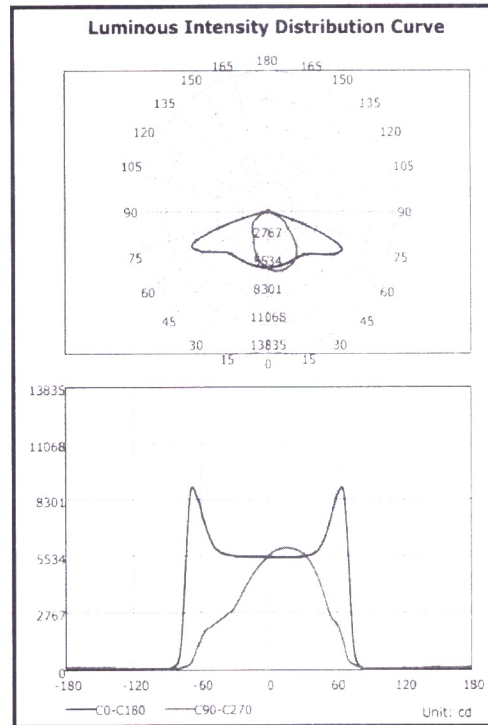 Luminous Intensity Distribution Curve
180
165 165
150 150
135 135
120 120
105 105
90 90
2767
75 5534 75
60 8301 60
45 11068 45
30 13835 30
15 0 15
13835
11068
8301
5534
2767
0
-180 -120 -60 0 60 120 180
C0-C180 C90-C270 Unit: cd